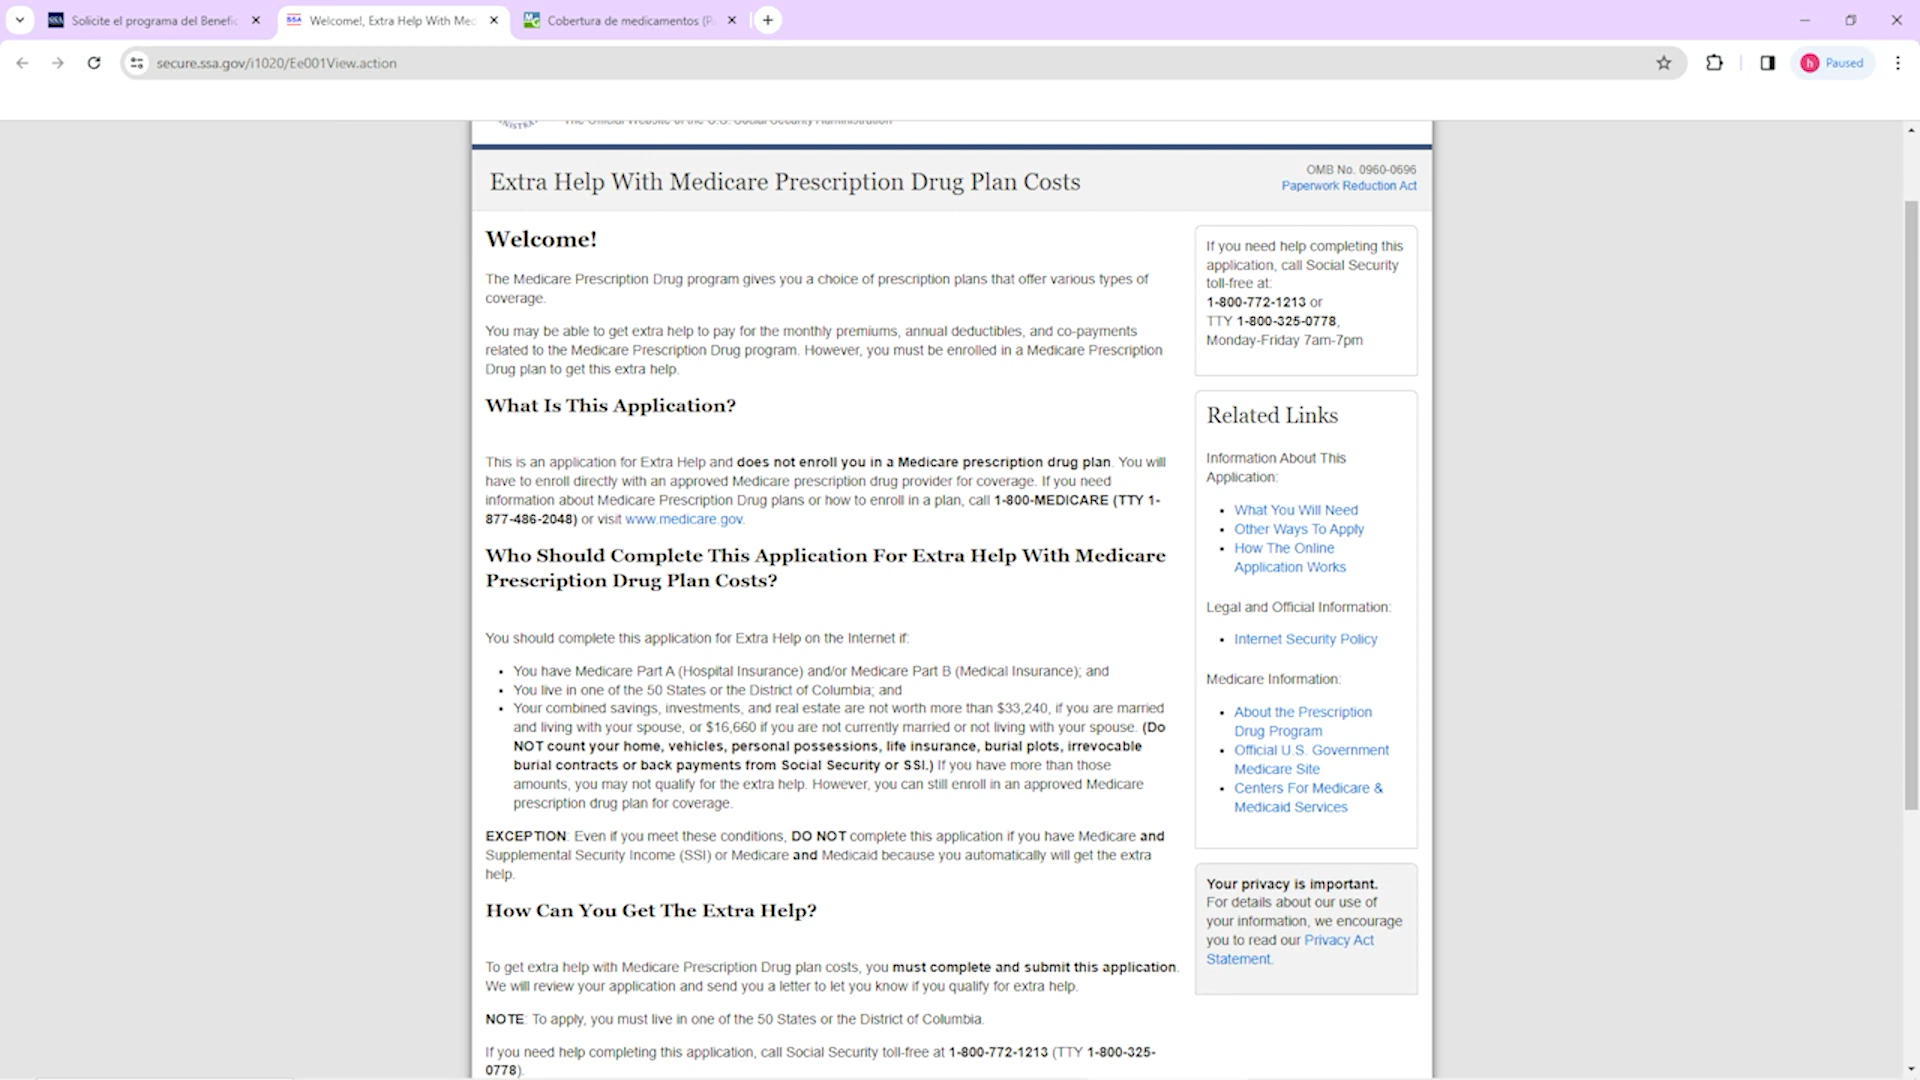 Solicite el programa del Benefic
Welcome!, Extra Help With Med
Cobertura de medicamentos (Pa
secure.ssa.gov/i1020/Ee001View.action
h
Paused
The Official Website of the U.S. Social Security Administration
Extra Help With Medicare Prescription Drug Plan Costs
OMB No. 0960-0696
Paperwork Reduction Act
Welcome!
The Medicare Prescription Drug program gives you a choice of prescription plans that offer various types of
coverage.
You may be able to get extra help to pay for the monthly premiums, annual deductibles, and co-payments
related to the Medicare Prescription Drug program. However, you must be enrolled in a Medicare Prescription
Drug plan to get this extra help.
What Is This Application?
This is an application for Extra Help and does not enroll you in a Medicare prescription drug plan. You will
have to enroll directly with an approved Medicare prescription drug provider for coverage. If you need
information about Medicare Prescription Drug plans or how to enroll in a plan, call 1-800-MEDICARE (TTY 1-
877-486-2048) or visit www.medicare.gov.
Who Should Complete This Application For Extra Help With Medicare
Prescription Drug Plan Costs?
You should complete this application for Extra Help on the Internet if:
• You have Medicare Part A (Hospital Insurance) and/or Medicare Part B (Medical Insurance); and
• You live in one of the 50 States or the District of Columbia; and
• Your combined savings, investments, and real estate are not worth more than $33,240, if you are married
and living with your spouse, or $16,660 if you are not currently married or not living with your spouse. (Do
NOT count your home, vehicles, personal possessions, life insurance, burial plots, irrevocable
burial contracts or back payments from Social Security or SSI.) If you have more than those
amounts, you may not qualify for the extra help. However, you can still enroll in an approved Medicare
prescription drug plan for coverage.
EXCEPTION: Even if you meet these conditions, DO NOT complete this application if you have Medicare and
Supplemental Security Income (SSI) or Medicare and Medicaid because you automatically will get the extra
help.
How Can You Get The Extra Help?
To get extra help with Medicare Prescription Drug plan costs, you must complete and submit this application.
We will review your application and send you a letter to let you know if you qualify for extra help.
NOTE: To apply, you must live in one of the 50 States or the District of Columbia.
If you need help completing this application, call Social Security toll-free at 1-800-772-1213 (TTY 1-800-325-
0778).
If you need help completing this
application, call Social Security
toll-free at:
1-800-772-1213 or
TTY 1-800-325-0778,
Monday-Friday 7am-7pm
Related Links
Information About This
Application:
• What You Will Need
• Other Ways To Apply
• How The Online
Application Works
Legal and Official Information:
• Internet Security Policy
Medicare Information:
• About the Prescription
Drug Program
• Official U.S. Government
Medicare Site
• Centers For Medicare &
Medicaid Services
Your privacy is important.
For details about our use of
your information, we encourage
you to read our Privacy Act
Statement.